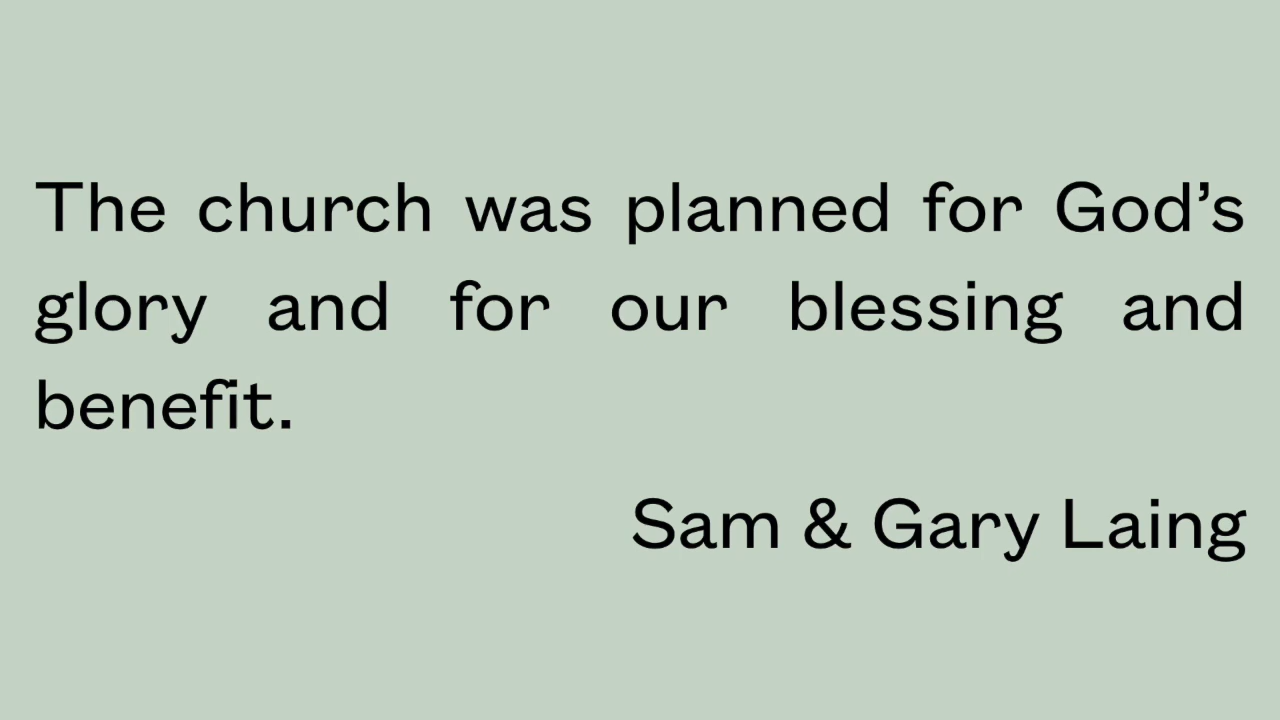 The church was planned for God’s
glory and for our blessing and
benefit.
Sam & Gary Laing